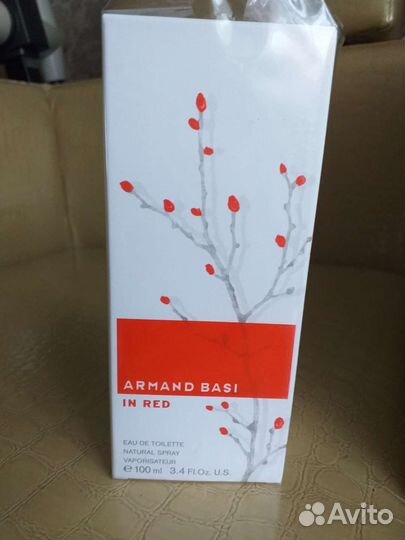 ARMAND BASI
IN RED
EAU DE TOILETTE
NATURAL SPRAY
VAPORISATEUR
℮ 100 ml 3.4 Fl.Oz. U.S.
Avito